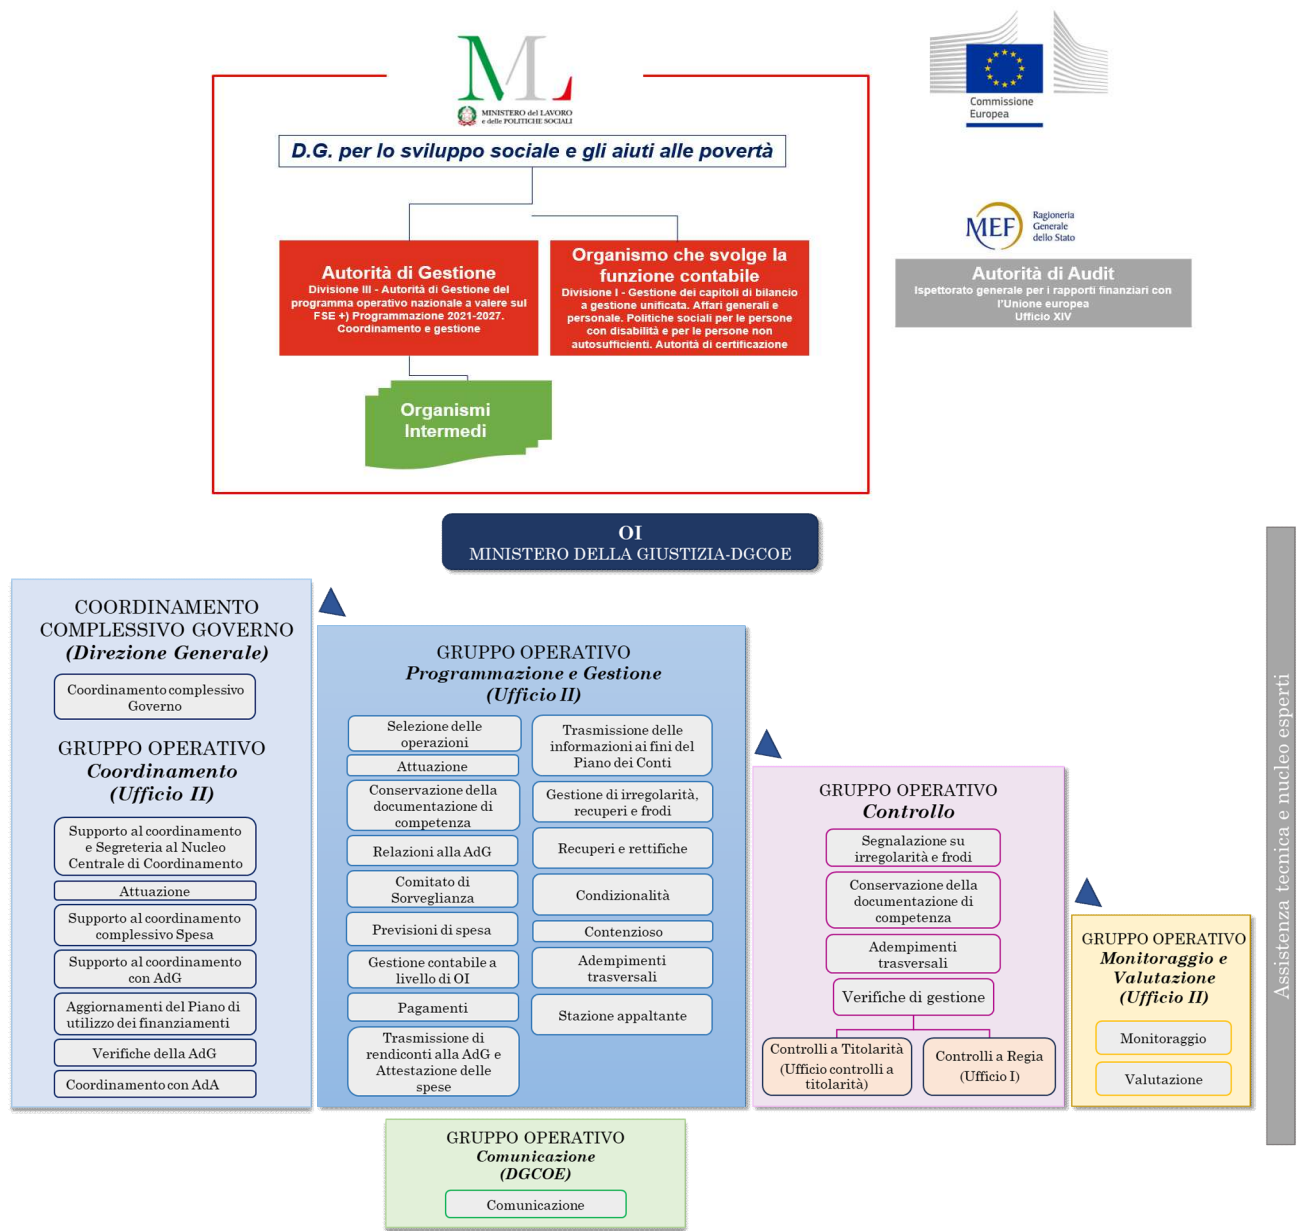 ML
MINISTERO del LAVORO
e delle POLITICHE SOCIALI
Commissione
Europea
D.G. per lo sviluppo sociale e gli aiuti alle povertà
MEF
Ragioneria
Generale
dello Stato
Autorità di Gestione
Divisione III - Autorità di Gestione del
programma operativo nazionale a valere sul
FSE +) Programmazione 2021-2027.
Coordinamento e gestione
Organismo che svolge la
funzione contabile
Divisione I - Gestione dei capitoli di bilancio
a gestione unificata. Affari generali e
personale. Politiche sociali per le persone
con disabilità e per le persone non
autosufficienti. Autorità di certificazione
Autorità di Audit
Ispettorato generale per i rapporti finanziari con
l'Unione europea
Ufficio XIV
Organismi
Intermedi
OI
MINISTERO DELLA GIUSTIZIA-DGCOE
COORDINAMENTO
COMPLESSIVO GOVERNO
(Direzione Generale)
Coordinamento complessivo
Governo
GRUPPO OPERATIVO
Coordinamento
(Ufficio II)
Supporto al coordinamento
e Segreteria al Nucleo
Centrale di Coordinamento
Attuazione
Supporto al coordinamento
complessivo Spesa
Supporto al coordinamento
con AdG
Aggiornamenti del Piano di
utilizzo dei finanziamenti
Verifiche della AdG
Coordinamento con AdA
GRUPPO OPERATIVO
Programmazione e Gestione
(Ufficio II)
Selezione delle
operazioni
Attuazione
Conservazione della
documentazione di
competenza
Relazioni alla AdG
Comitato di
Sorveglianza
Previsioni di spesa
Gestione contabile a
livello di OI
Pagamenti
Trasmissione di
rendiconti alla AdG e
Attestazione delle
spese
Trasmissione delle
informazioni ai fini del
Piano dei Conti
Gestione di irregolarità,
recuperi e frodi
Recuperi e rettifiche
Condizionalità
Contenzioso
Adempimenti
trasversali
Stazione appaltante
GRUPPO OPERATIVO
Controllo
Segnalazione su
irregolarità e frodi
Conservazione della
documentazione di
competenza
Adempimenti
trasversali
Verifiche di gestione
Controlli a Titolarità
(Ufficio controlli a
titolarità)
Controlli a Regia
(Ufficio I)
GRUPPO OPERATIVO
Monitoraggio e
Valutazione
(Ufficio II)
Monitoraggio
Valutazione
Assistenza tecnica e nucleo esperti
GRUPPO OPERATIVO
Comunicazione
(DGCOE)
Comunicazione